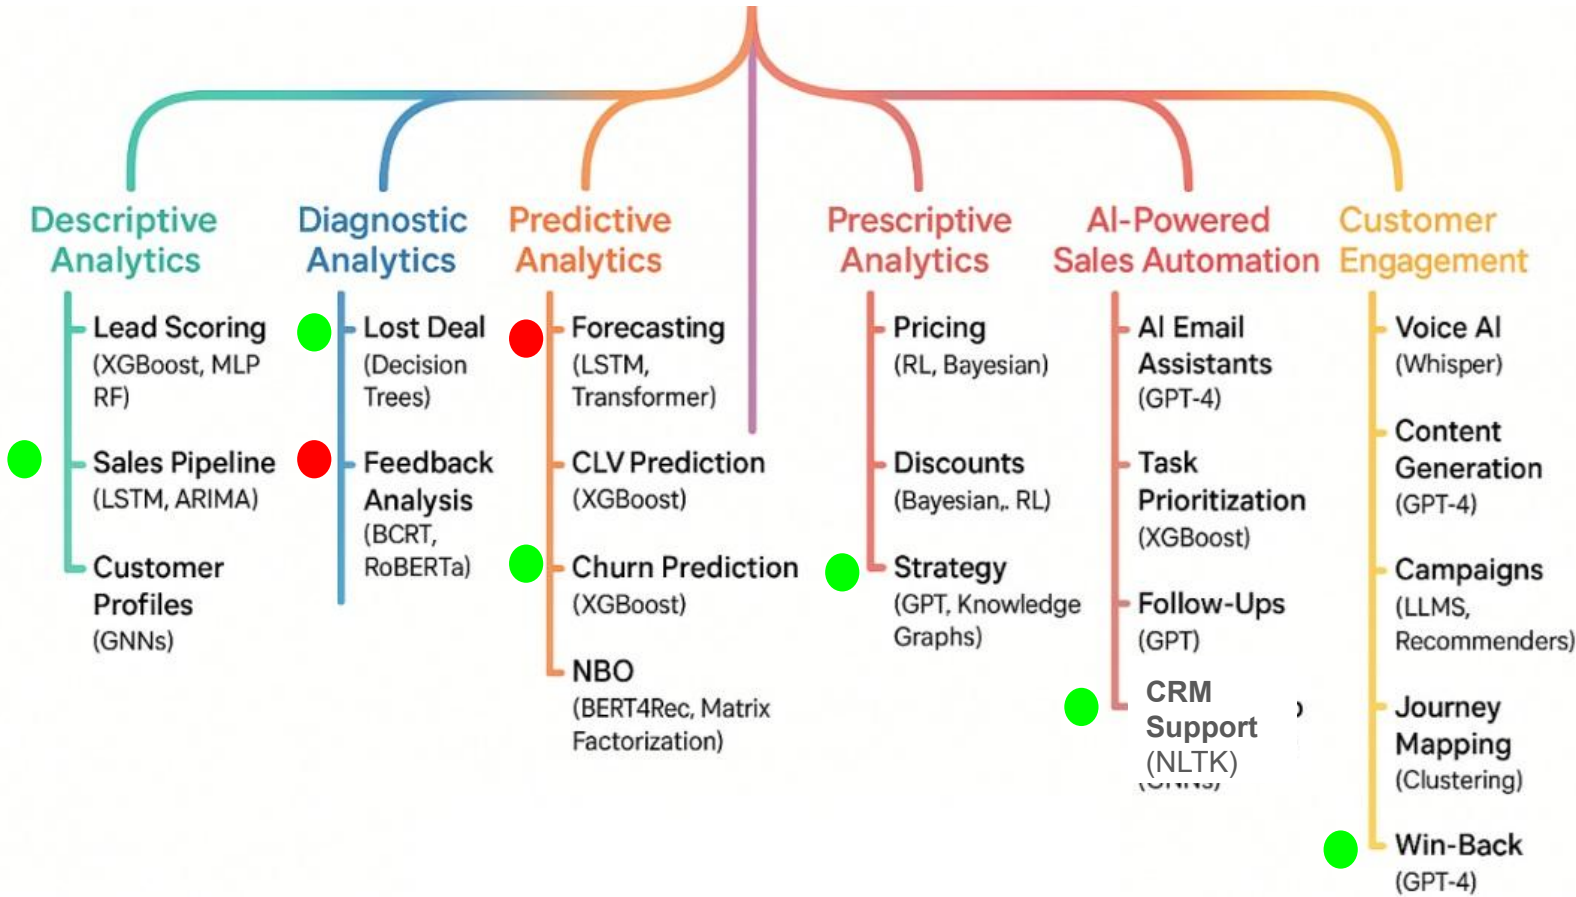 Descriptive
Analytics
Lead Scoring
(XGBoost, MLP
RF)
Sales Pipeline
(LSTM, ARIMA)
Customer
Profiles
(GNNs)
Diagnostic
Analytics
Lost Deal
(Decision
Trees)
Feedback
Analysis
(BCRT,
RoBERTa)
Predictive
Analytics
Forecasting
(LSTM,
Transformer)
CLV Prediction
(XGBoost)
Churn Prediction
(XGBoost)
NBO
(BERT4Rec, Matrix
Factorization)
Prescriptive
Analytics
Pricing
(RL, Bayesian)
Discounts
(Bayesian,. RL)
Strategy
(GPT, Knowledge
Graphs)
AI-Powered
Sales Automation
AI Email
Assistants
(GPT-4)
Task
Prioritization
(XGBoost)
Follow-Ups
(GPT)
CRM
Support
(NLTK)
Customer
Engagement
Voice AI
(Whisper)
Content
Generation
(GPT-4)
Campaigns
(LLMS,
Recommenders)
Journey
Mapping
(Clustering)
Win-Back
(GPT-4)